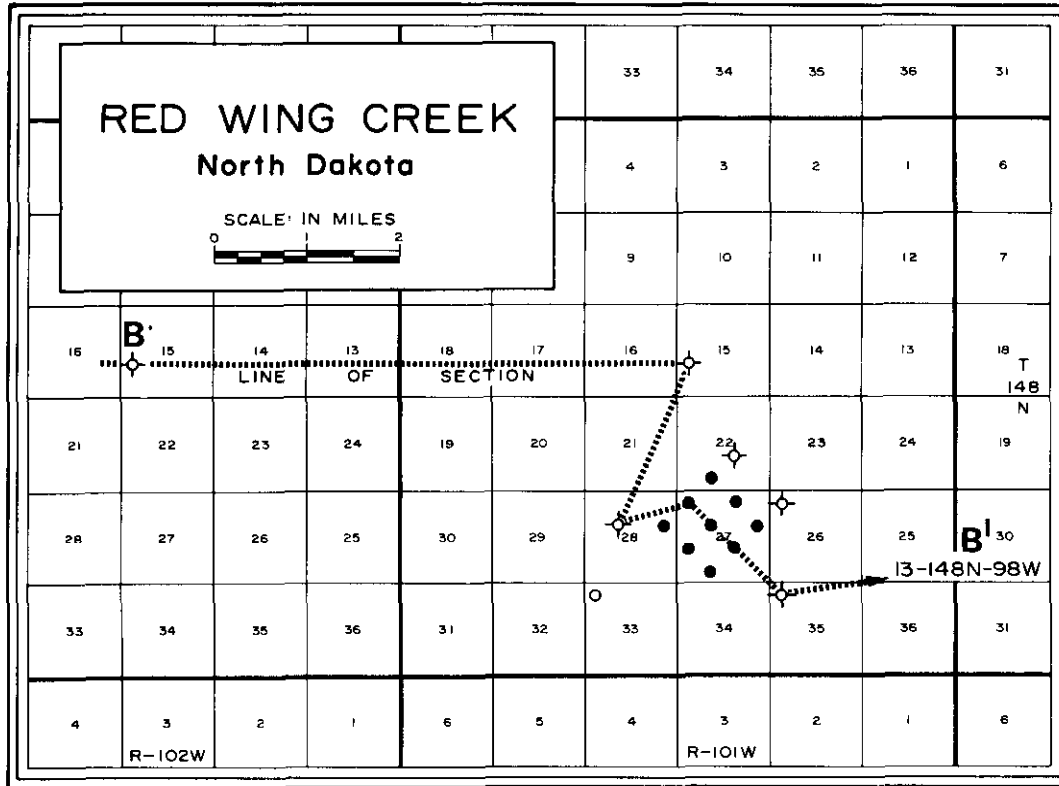 33 34 35 36 31
RED WING CREEK
North Dakota
SCALE: IN MILES
0 1 2
4 3 2 1 6
9 10 11 12 7
B
16 15 14 13 18 17 16 15 14 13 18
LINE OF SECTION
T
148
N
21 22 23 24 19 20 21 22 23 24 19
28 27 26 25 30 29 28 27 26 25 30
B'
13-148N-98W
33 34 35 36 31 32 33 34 35 36 31
4 3 2 1 6 5 4 3 2 1 6
R-102W R-101W